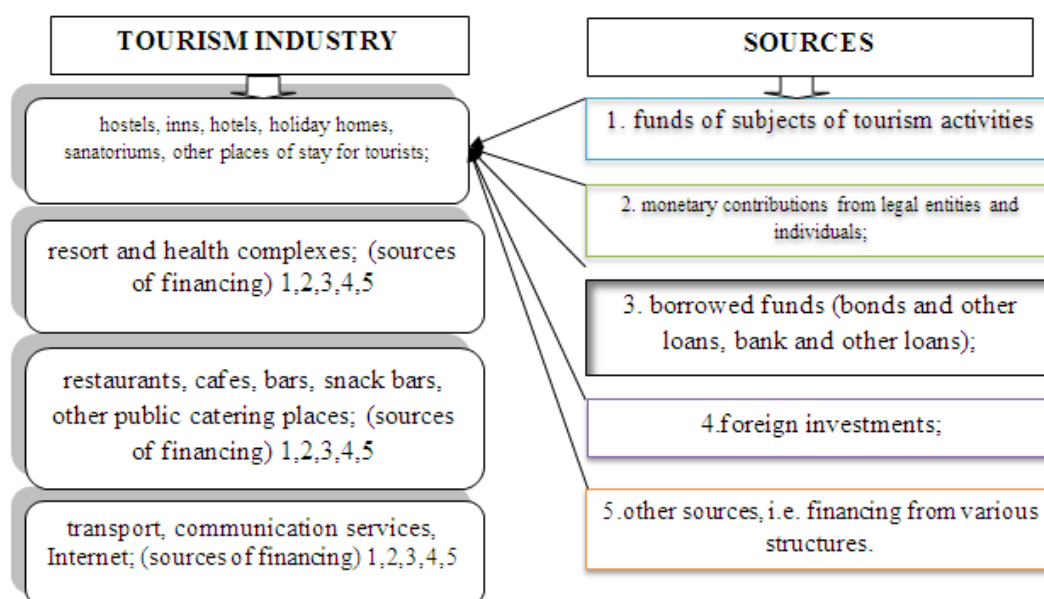 TOURISM INDUSTRY
hostels, inns, hotels, holiday homes,
sanatoriums, other places of stay for tourists;
resort and health complexes; (sources
of financing) 1,2,3,4,5
restaurants, cafes, bars, snack bars,
other public catering places; (sources
of financing) 1,2,3,4,5
transport, communication services,
Internet; (sources of financing) 1,2,3,4,5
SOURCES
1. funds of subjects of tourism activities
2. monetary contributions from legal entities and
individuals;
3. borrowed funds (bonds and other
loans, bank and other loans);
4.foreign investments;
5.other sources, i.e. financing from various
structures.